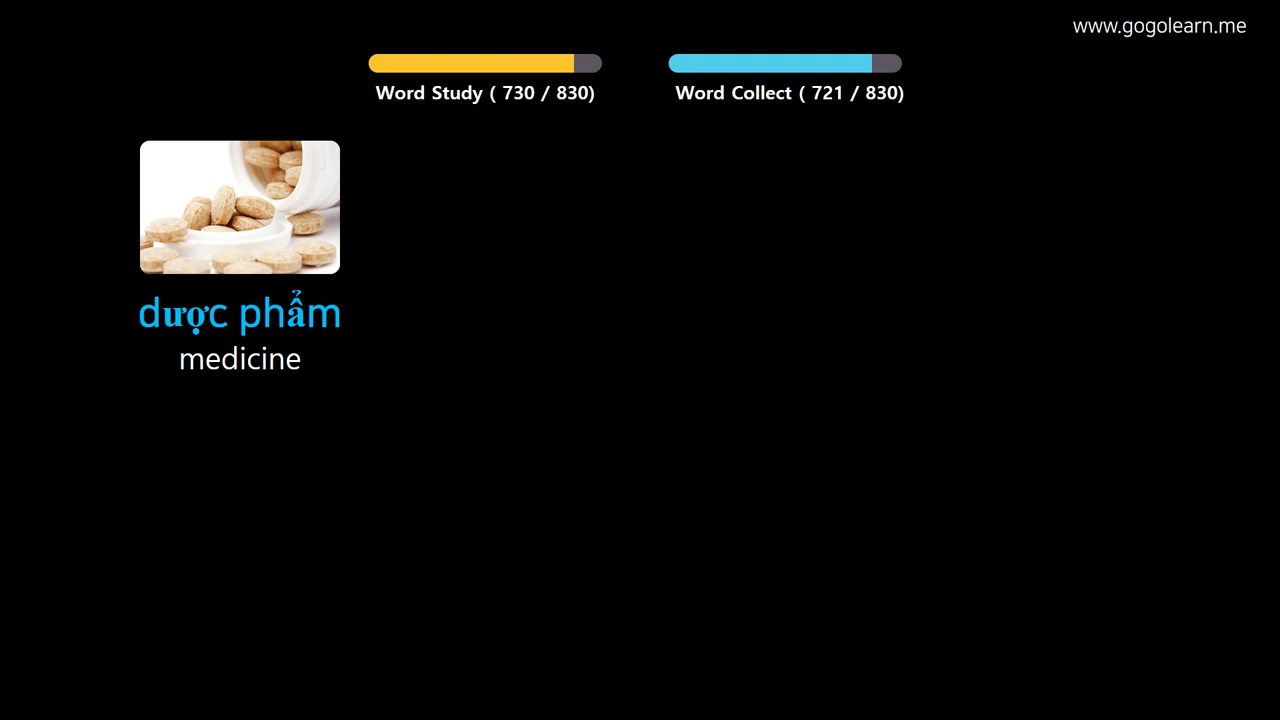 www.gogolearn.me
Word Study ( 730 / 830)
Word Collect ( 721 / 830)
dược phẩm
medicine